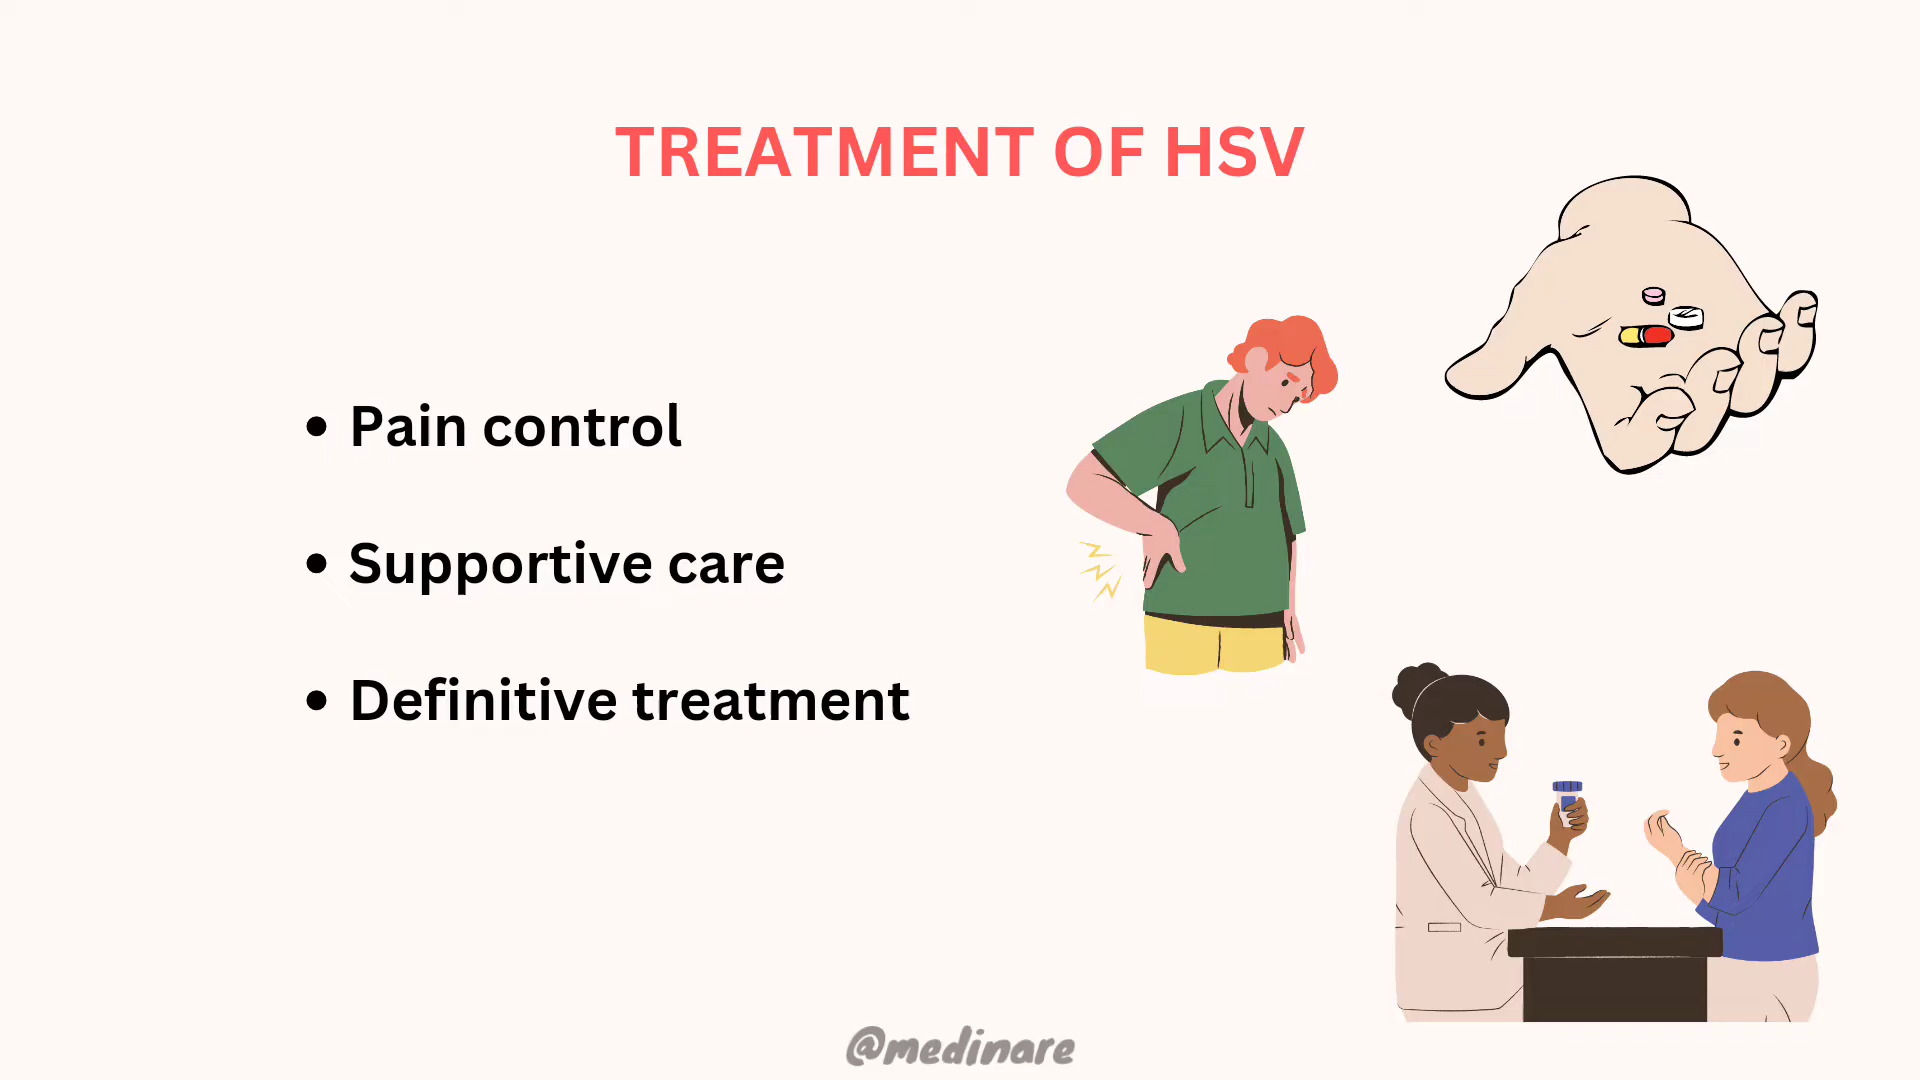 TREATMENT OF HSV
• Pain control
• Supportive care
• Definitive treatment
@medinare